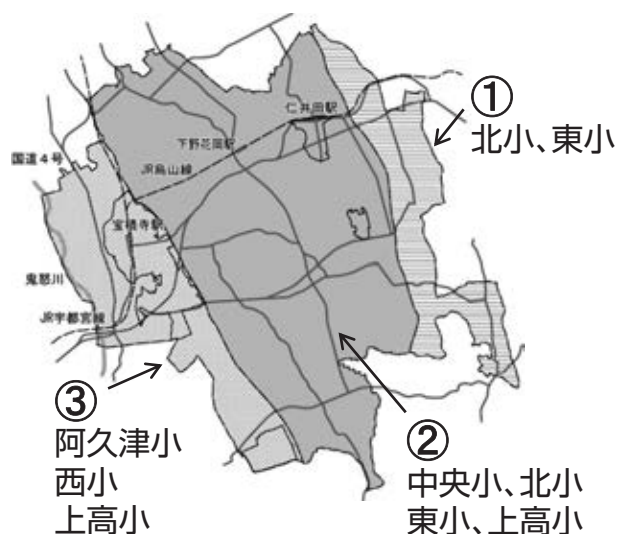 仁井田駅
①
北小、東小
下野花岡駅
国道4号
JR烏山線
宝積寺駅
鬼怒川
JR宇都宮線
③
阿久津小
西小
上高小
②
中央小、北小
東小、上高小